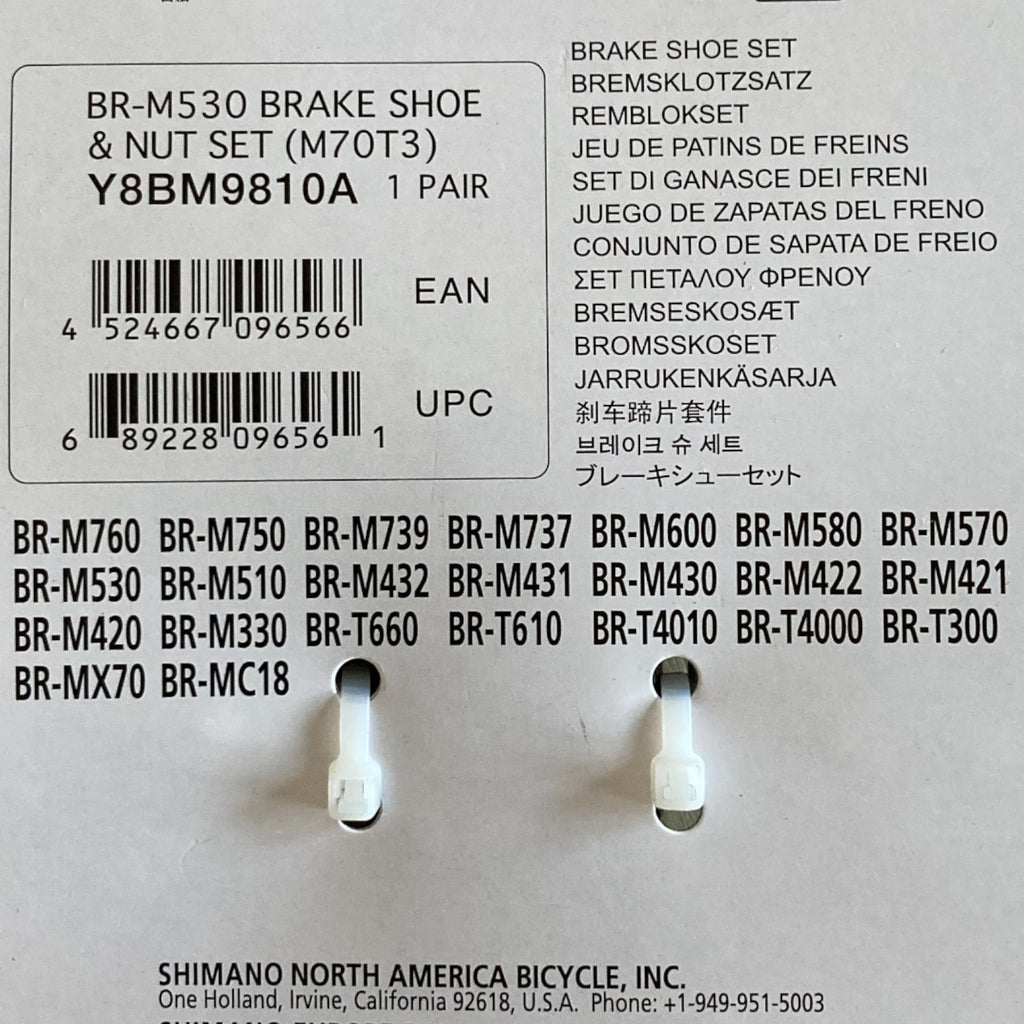 BR-M530 BRAKE SHOE
& NUT SET (M70T3)
Y8BM9810A 1 PAIR
EAN
4 524667 096566
UPC
6 89228 09656 1
BRAKE SHOE SET
BREMSKLOTZSATZ
REMBLOKSET
JEU DE PATINS DE FREINS
SET DI GANASCE DEI FRENI
JUEGO DE ZAPATAS DEL FRENO
CONJUNTO DE SAPATA DE FREIO
ΣΕΤ ΠΕΤΑΛΟΥ ΦΡΕΝΟΥ
BREMSESKOSÆT
BROMSSKOSET
JARRUKENKÄSARJA
刹车蹄片套件
브레이크 슈 세트
ブレーキシューセット
BR-M760 BR-M750 BR-M739 BR-M737 BR-M600 BR-M580 BR-M570
BR-M530 BR-M510 BR-M432 BR-M431 BR-M430 BR-M422 BR-M421
BR-M420 BR-M330 BR-T660 BR-T610 BR-T4010 BR-T4000 BR-T300
BR-MX70 BR-MC18
SHIMANO NORTH AMERICA BICYCLE, INC.
One Holland, Irvine, California 92618, U.S.A. Phone: +1-949-951-5003